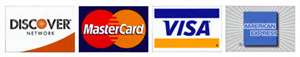 DISCOVER
NETWORK
MasterCard
VISA
AMERICAN
EXPRESS